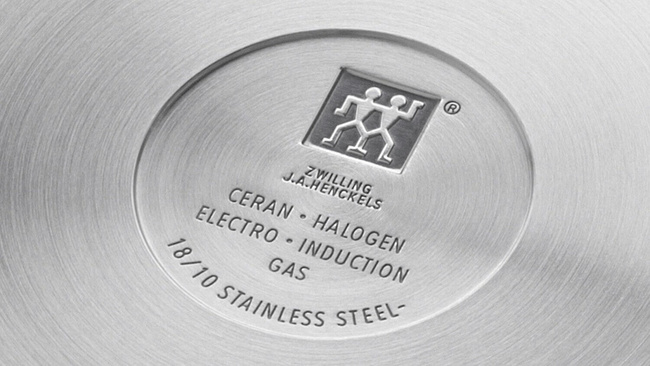 ®
ZWILLING
J.A.HENCKELS
CERAN • HALOGEN
ELECTRO • INDUCTION
GAS
18/10 STAINLESS STEEL-